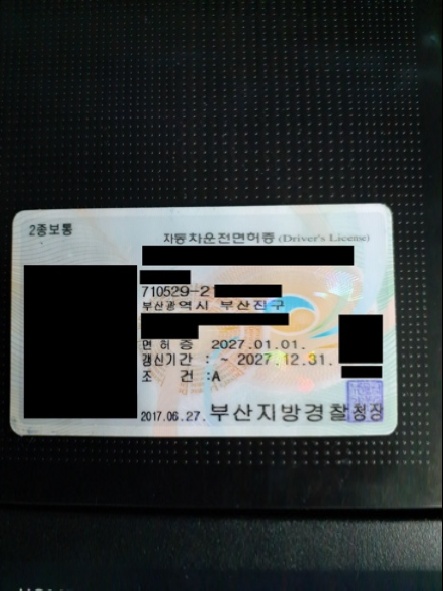 2종보통
자동차운전면허증 (Driver's License)
710529-2
부산광역시 부산진구
면 허 증 2027.01.01.
갱신기간 : ~ 2027.12.31.
조 건 :A
2017.06.27. 부산지방경찰청장